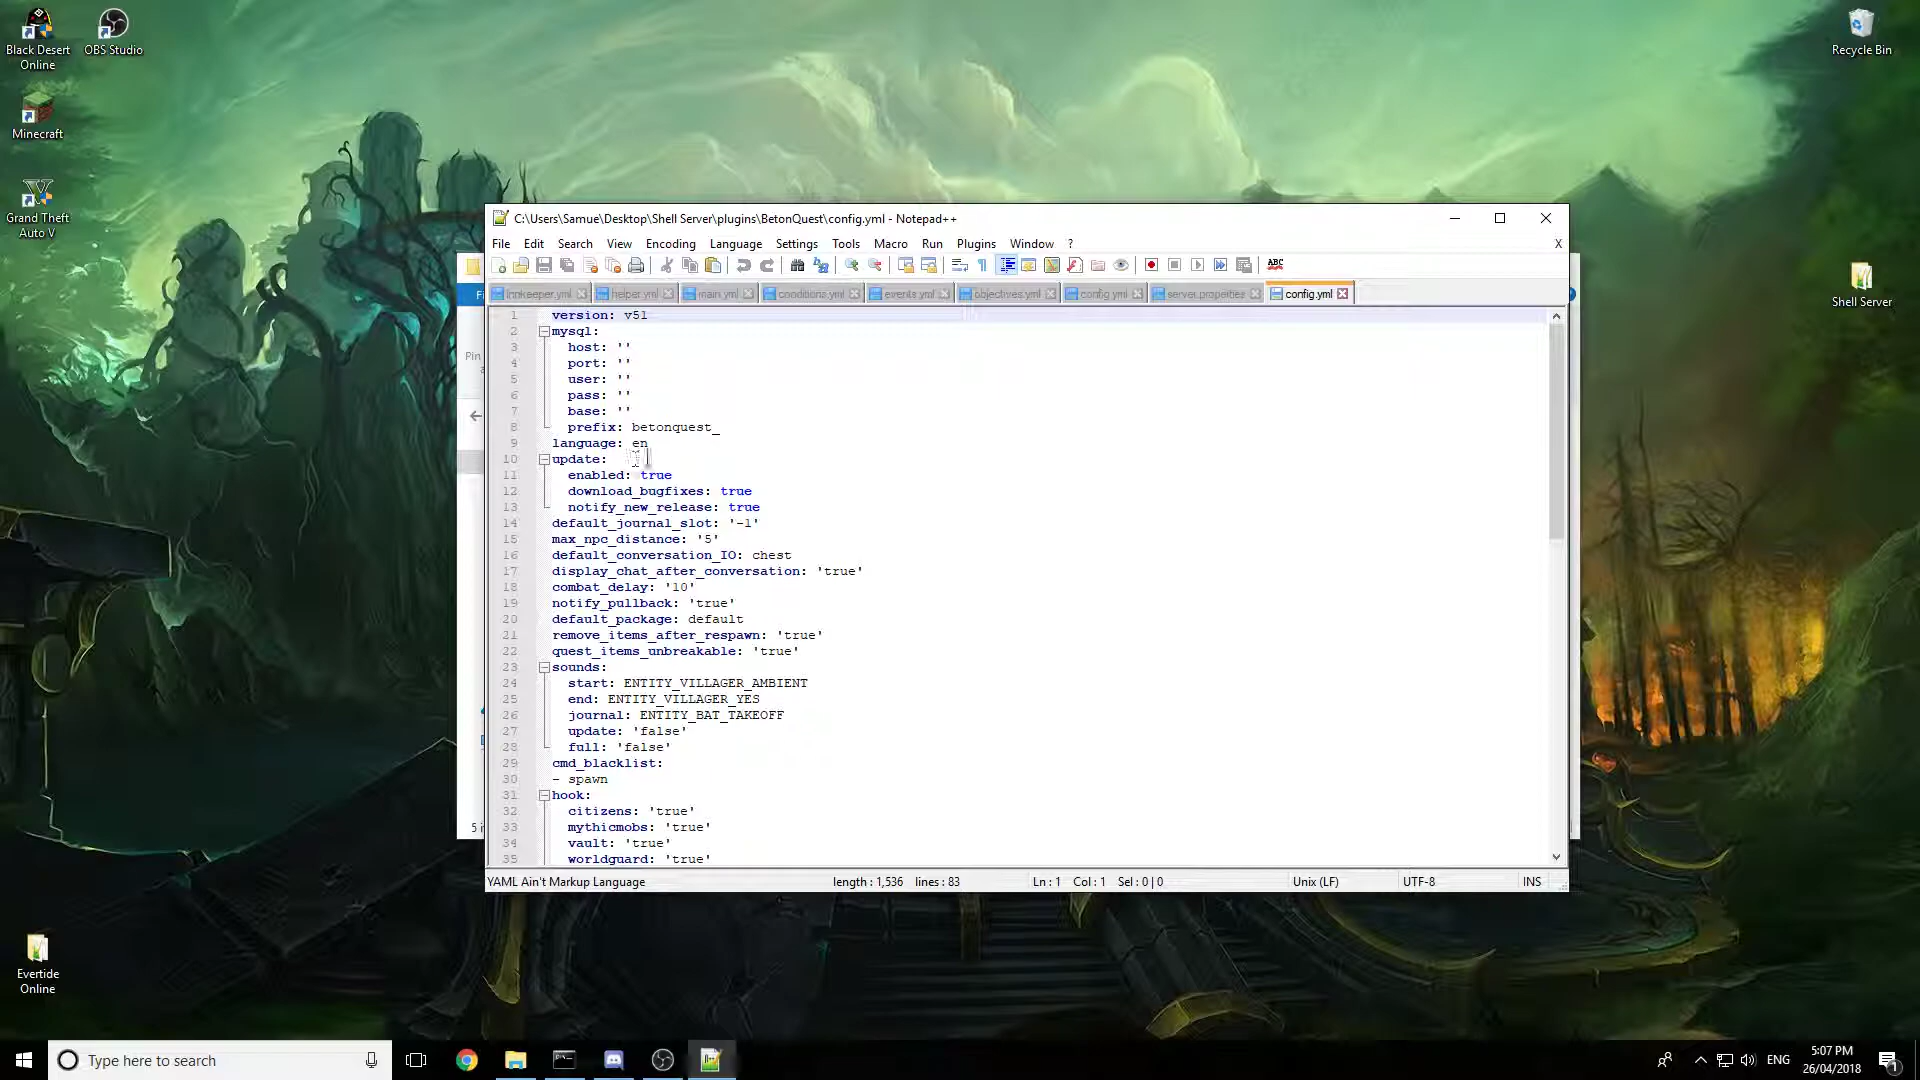 Black Desert Online
OBS Studio
Minecraft
Grand Theft Auto V
Evertide Online
Recycle Bin
Shell Server
C:\Users\Samue\Desktop\Shell Server\plugins\BetonQuest\config.yml - Notepad++
File Edit Search View Encoding Language Settings Tools Macro Run Plugins Window ? X
innkeeper.yml helper.yml main.yml conditions.yml events.yml objectives.yml config.yml server.properties config.yml
1 version: v51
2 mysql:
3 host: ''
4 port: ''
5 user: ''
6 pass: ''
7 base: ''
8 prefix: betonquest_
9 language: en
10 update:
11 enabled: true
12 download_bugfixes: true
13 notify_new_release: true
14 default_journal_slot: '-1'
15 max_npc_distance: '5'
16 default_conversation_IO: chest
17 display_chat_after_conversation: 'true'
18 combat_delay: '10'
19 notify_pullback: 'true'
20 default_package: default
21 remove_items_after_respawn: 'true'
22 quest_items_unbreakable: 'true'
23 sounds:
24 start: ENTITY_VILLAGER_AMBIENT
25 end: ENTITY_VILLAGER_YES
26 journal: ENTITY_BAT_TAKEOFF
27 update: 'false'
28 full: 'false'
29 cmd_blacklist:
30 - spawn
31 hook:
32 citizens: 'true'
33 mythicmobs: 'true'
34 vault: 'true'
35 worldguard: 'true'
YAML Ain't Markup Language length : 1,536 lines : 83 Ln : 1 Col : 1 Sel : 0 | 0 Unix (LF) UTF-8 INS
Type here to search
ENG
5:07 PM
26/04/2018